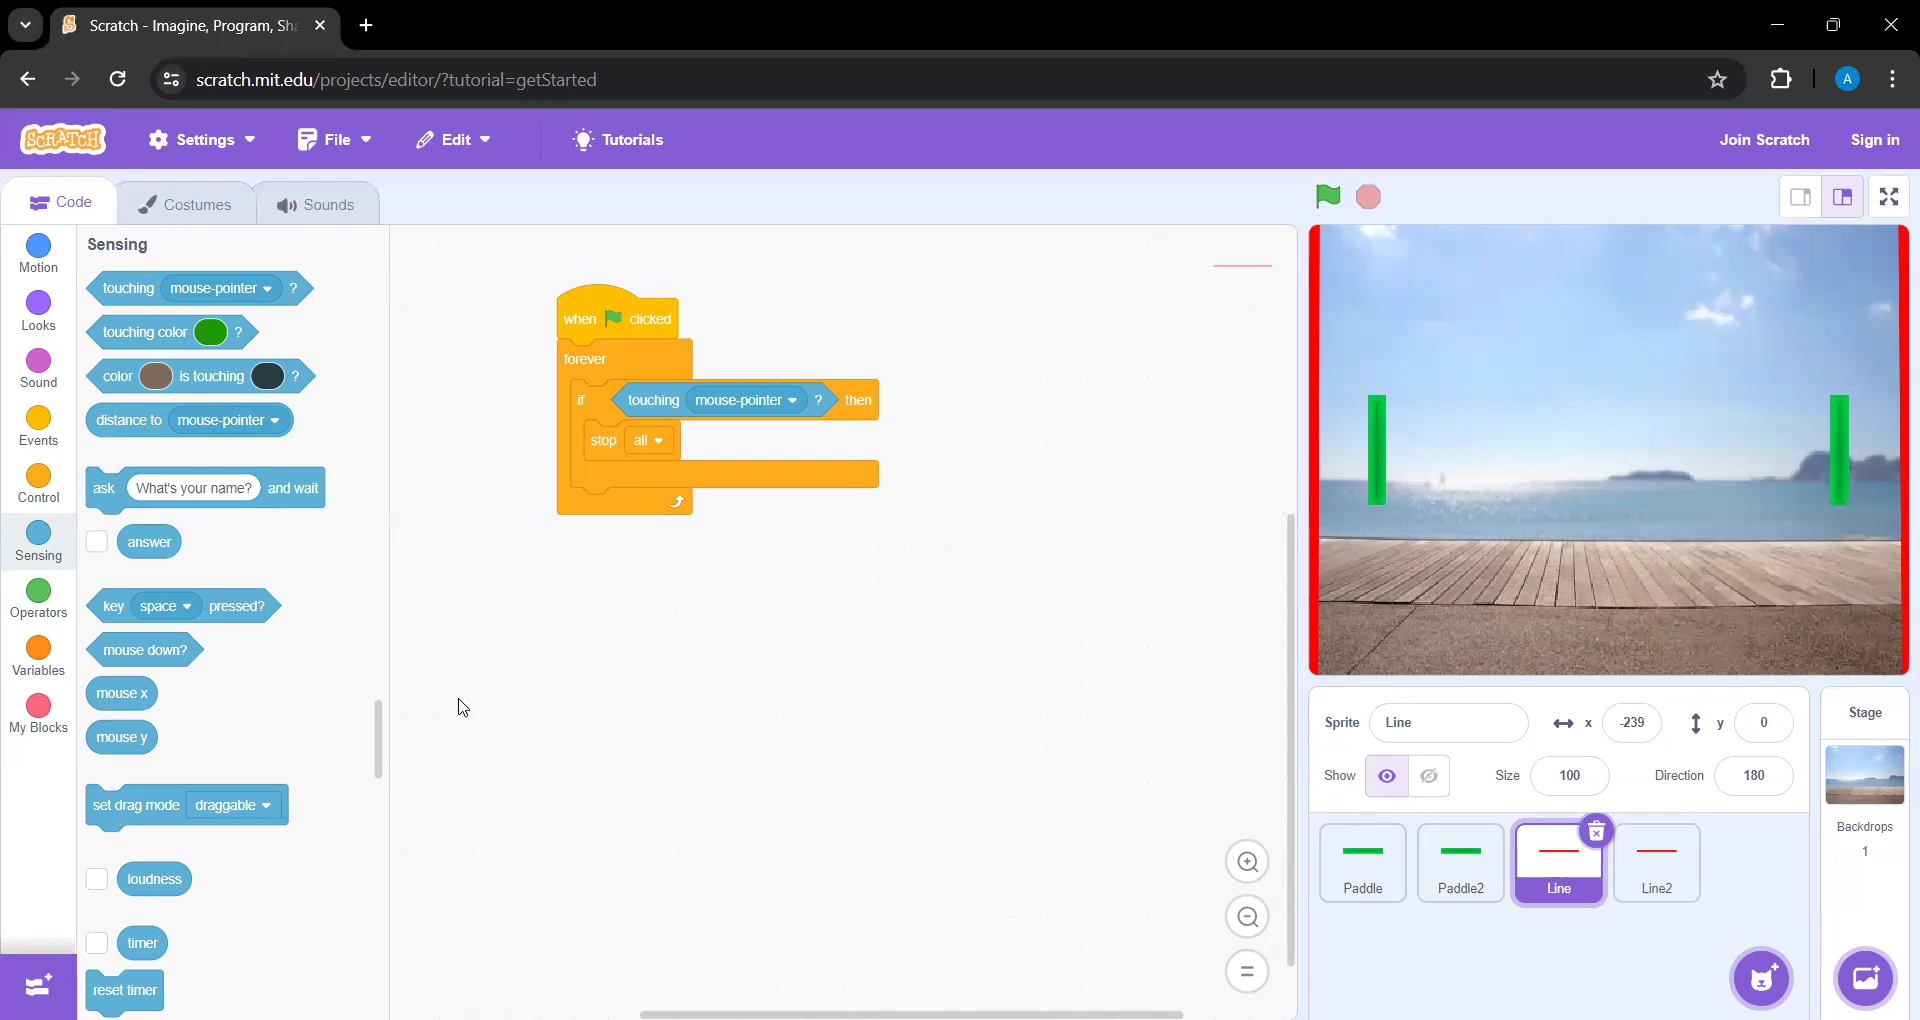 Scratch - Imagine, Program, Sha
scratch.mit.edu/projects/editor/?tutorial=getStarted
A
SCRATCH
Settings
File
Edit
Tutorials
Join Scratch
Sign in
Code
Costumes
Sounds
Motion
Looks
Sound
Events
Control
Sensing
Operators
Variables
My Blocks
Sensing
touching mouse-pointer ?
touching color ?
color is touching ?
distance to mouse-pointer
ask What's your name? and wait
answer
key space pressed?
mouse down?
mouse x
mouse y
set drag mode draggable
loudness
timer
reset timer
when clicked
forever
if touching mouse-pointer ? then
stop all
Sprite Line x -239 y 0
Show Size 100 Direction 180
Paddle
Paddle2
Line
Line2
Stage
Backdrops
1